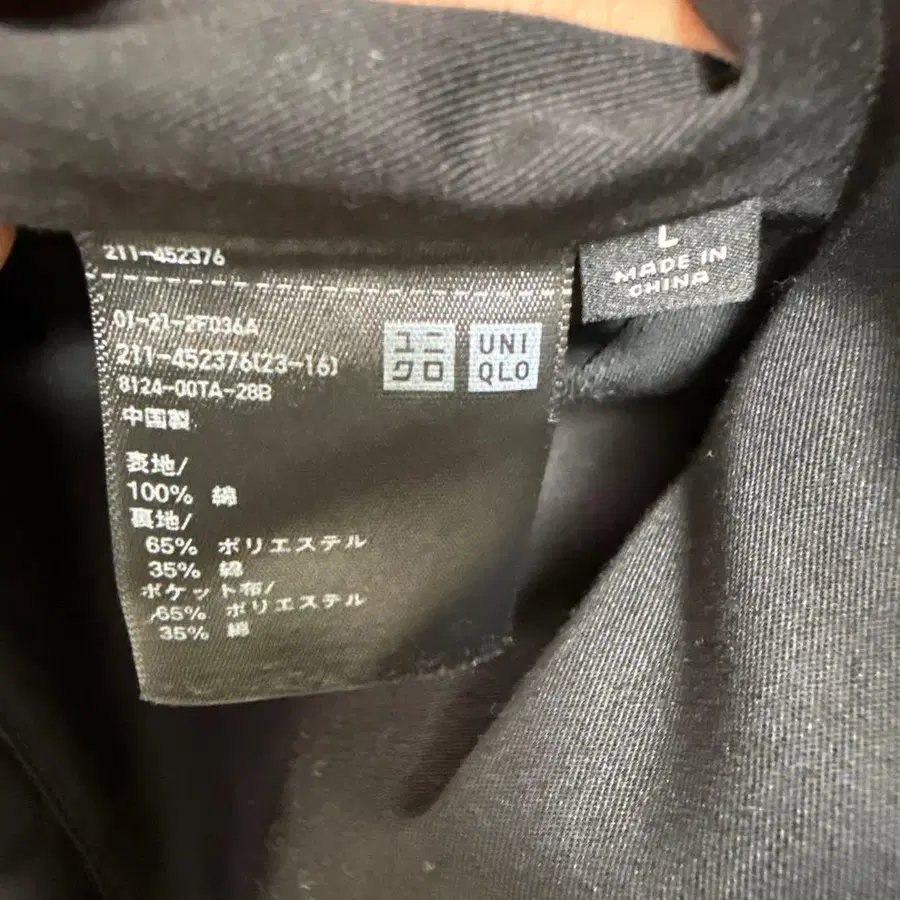 211-452376
01-21-2F036A
211-452376(23-16)
8124-00TA-28B
中国製
ユニ
クロ
UNI
QLO
表地/
100% 綿
裏地/
65% ポリエステル
35% 綿
ポケット布/
65% ポリエステル
35% 綿
L
MADE IN
CHINA